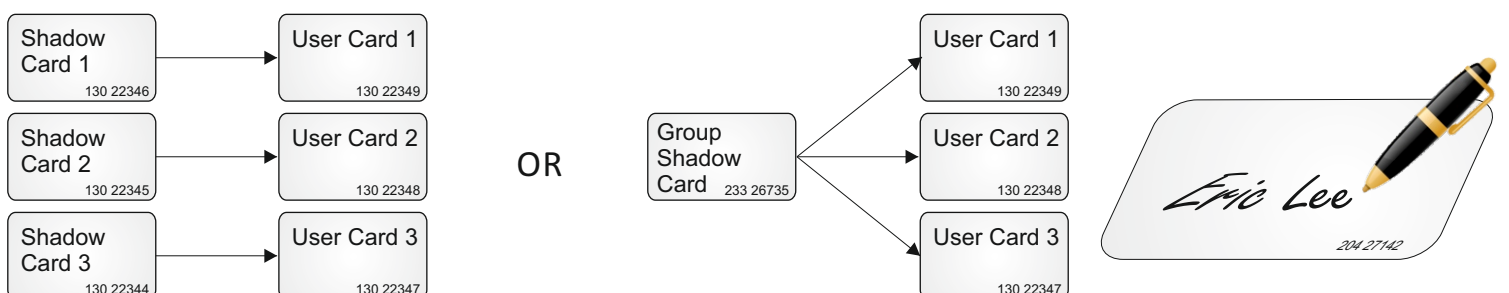 Shadow
Card 1
130 22346
User Card 1
130 22349
Shadow
Card 2
130 22345
User Card 2
130 22348
Shadow
Card 3
130 22344
User Card 3
130 22347
OR
Group
Shadow
Card 233 26735
User Card 1
130 22349
User Card 2
130 22348
User Card 3
130 22347
Eric Lee
204 27142